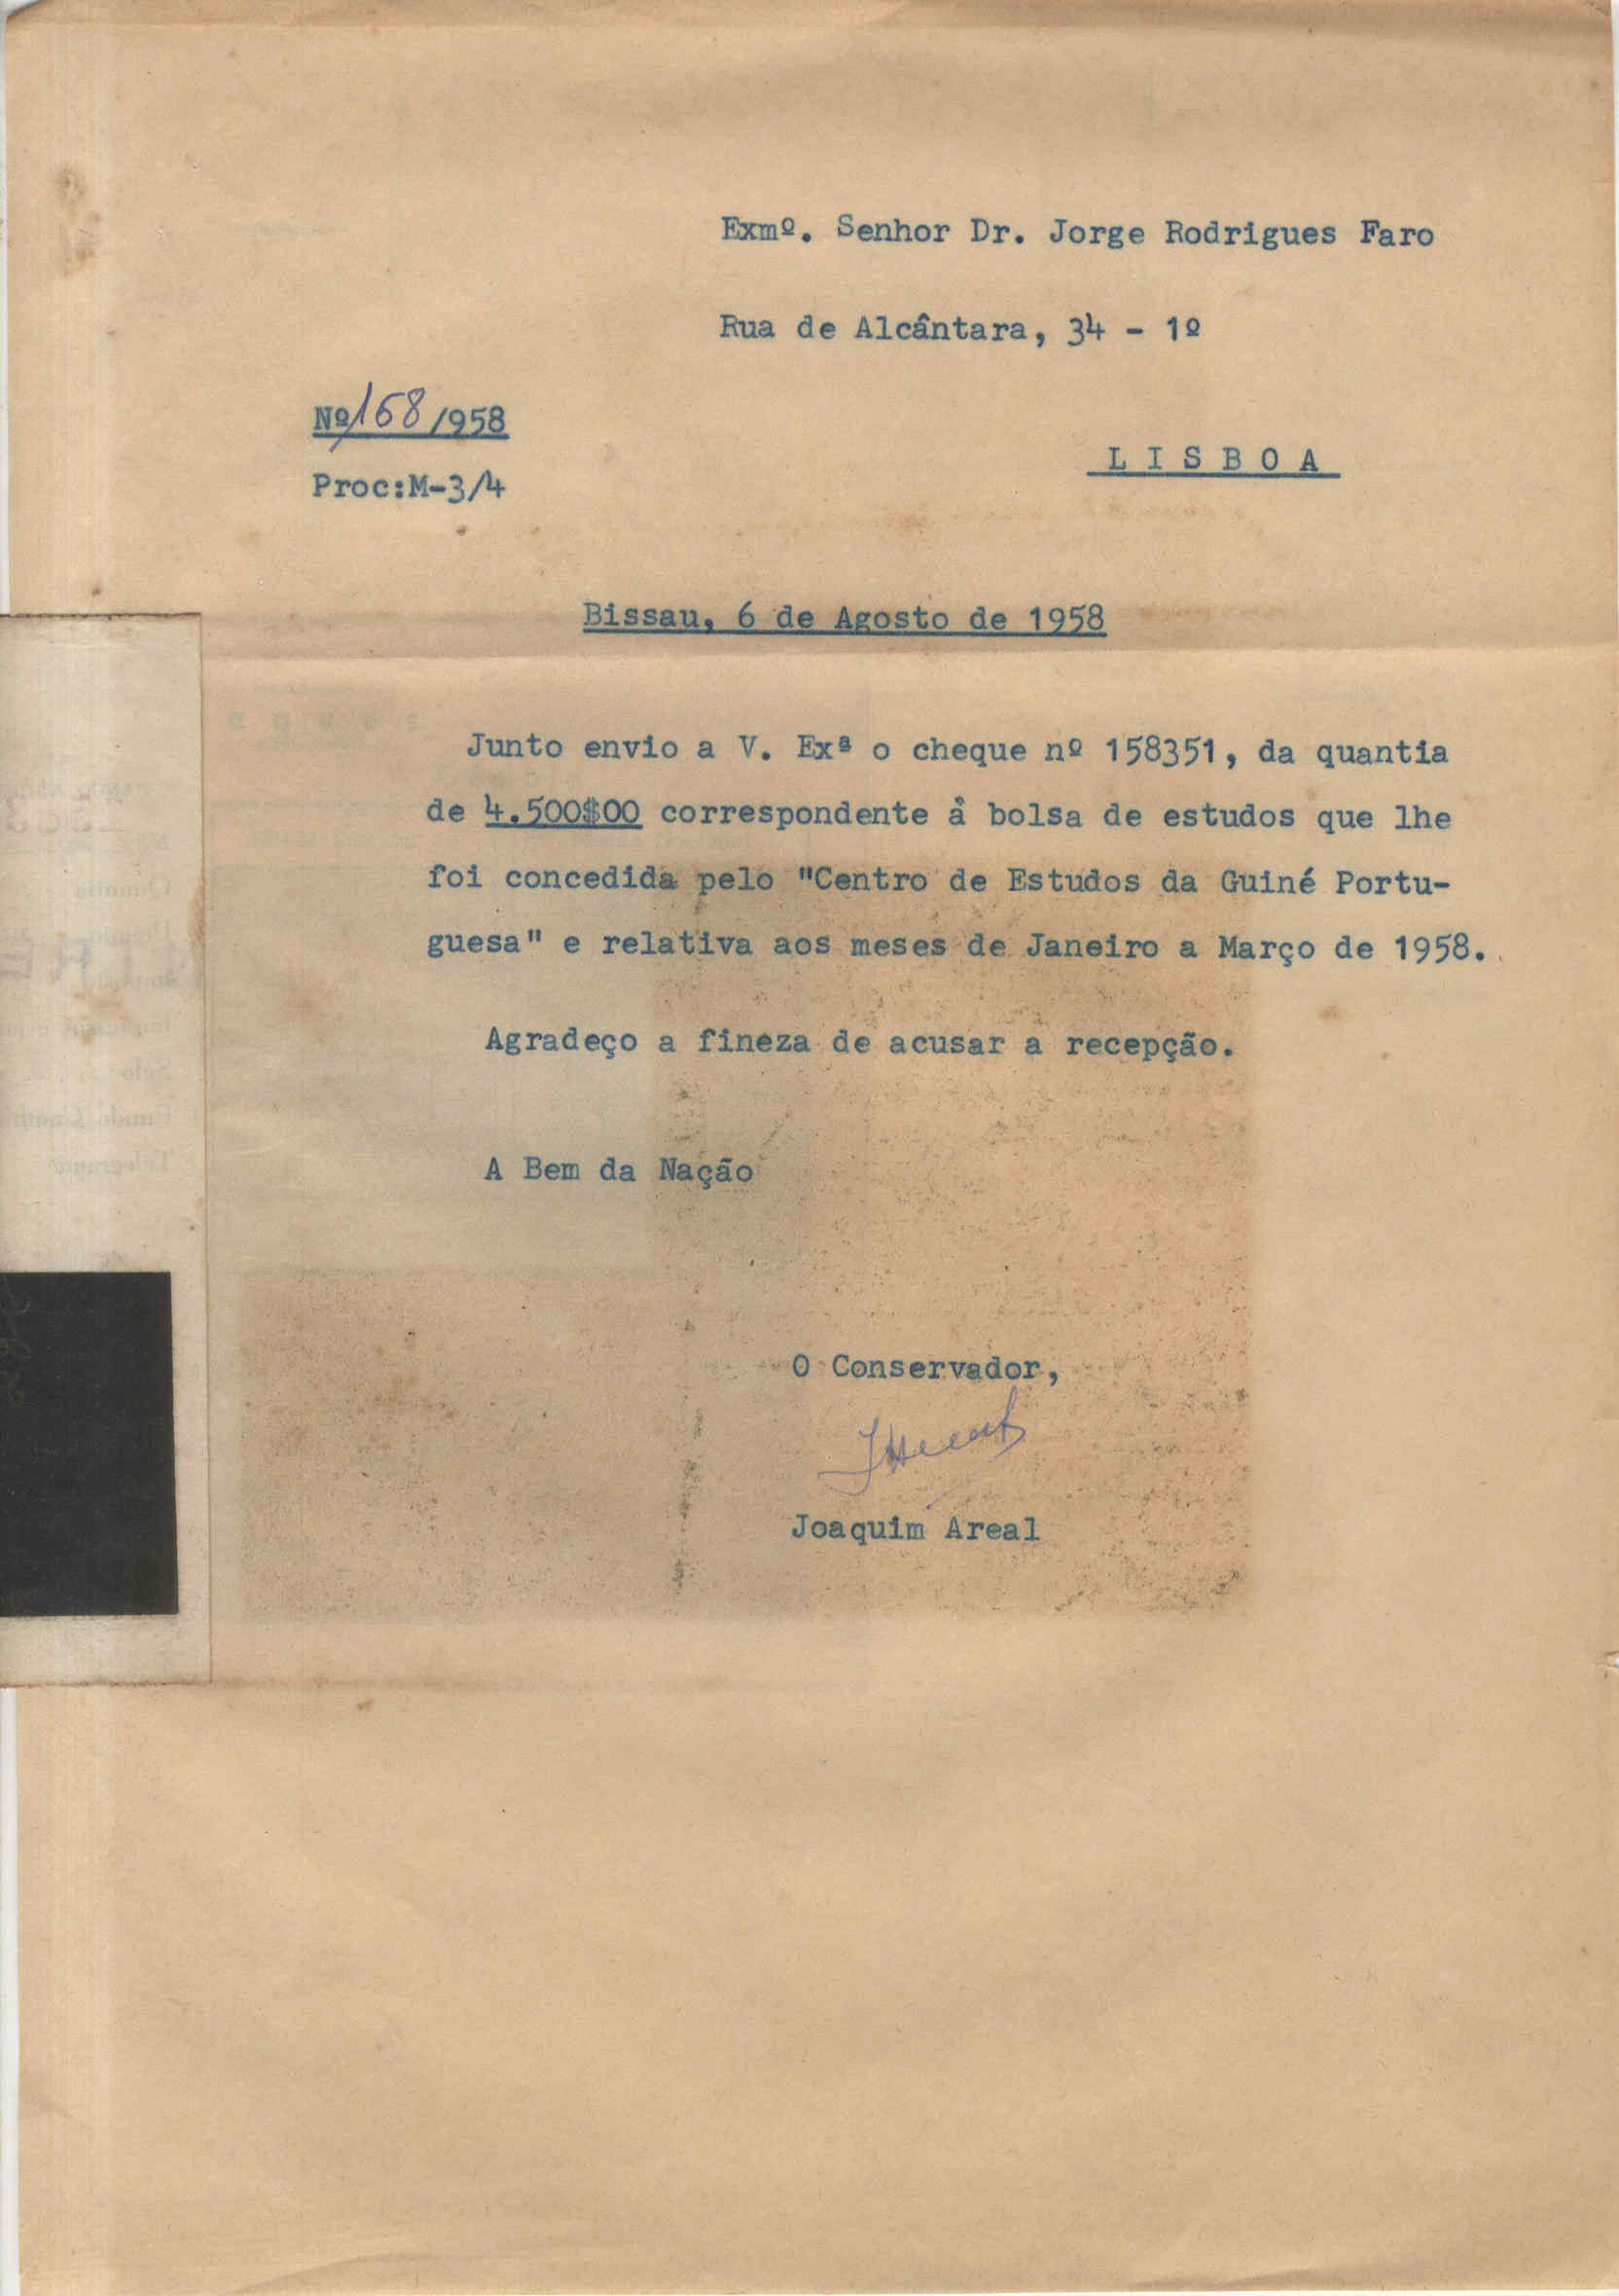 Exmº. Senhor Dr. Jorge Rodrigues Faro
Rua de Alcântara, 34 - 1º
Nº168/958
LISBOA
Proc:M-3/4
Bissau, 6 de Agosto de 1958
Junto envio a V. Exª o cheque nº 158351, da quantia
de 4.500$00 correspondente à bolsa de estudos que lhe
foi concedida pelo "Centro de Estudos da Guiné Portu-
guesa" e relativa aos meses de Janeiro a Março de 1958.
Agradeço a fineza de acusar a recepção.
A Bem da Nação
O Conservador,
Joaquim Areal